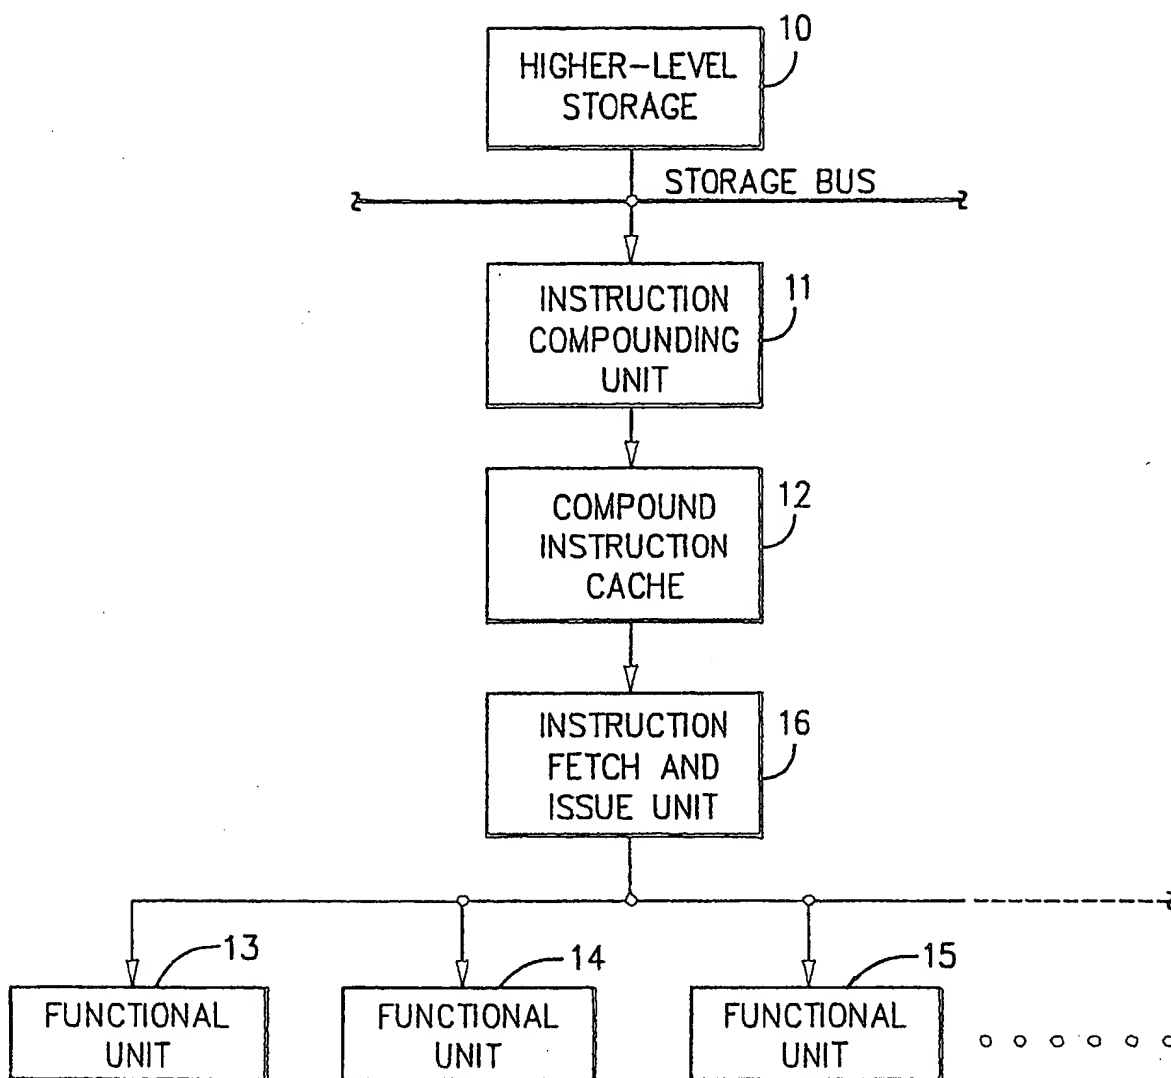 10
HIGHER-LEVEL
STORAGE
STORAGE BUS
11
INSTRUCTION
COMPOUNDING
UNIT
12
COMPOUND
INSTRUCTION
CACHE
16
INSTRUCTION
FETCH AND
ISSUE UNIT
13
14
15
FUNCTIONAL
UNIT
FUNCTIONAL
UNIT
FUNCTIONAL
UNIT